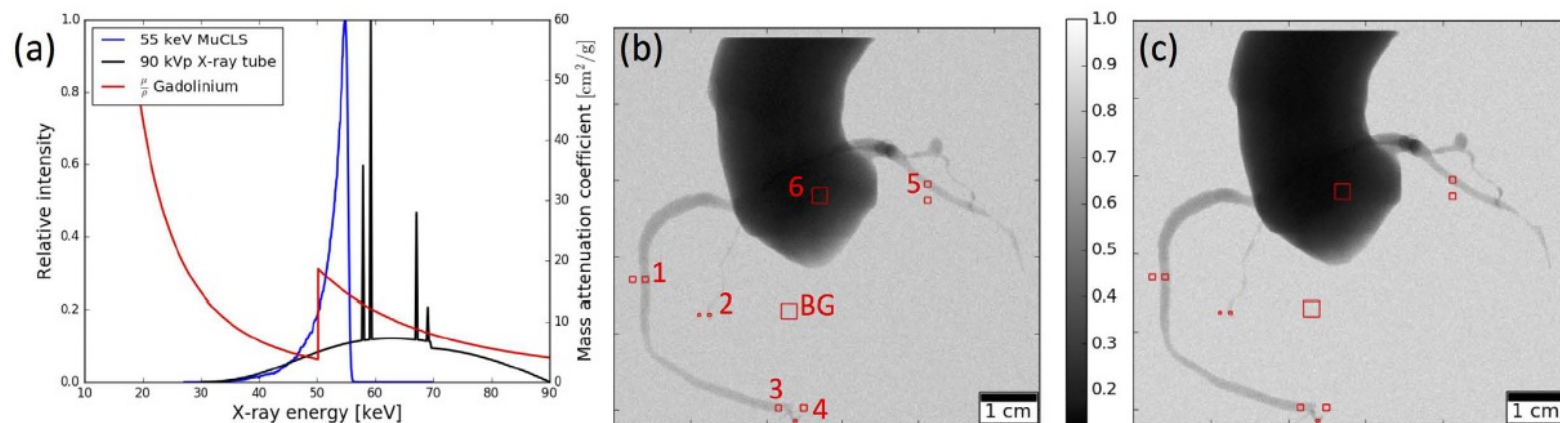 (a)
55 keV MuCLS
90 kVp X-ray tube
μ/ρ Gadolinium
Relative intensity
1.0
0.8
0.6
0.4
0.2
0.0
10 20 30 40 50 60 70 80 90
X-ray energy [keV]
60
50
40
30
20
10
0
Mass attenuation coefficient [cm²/g]
(b)
6
5
1
2
BG
3
4
1 cm
1.0
0.9
0.8
0.7
0.6
0.5
0.4
0.3
0.2
(c)
1 cm